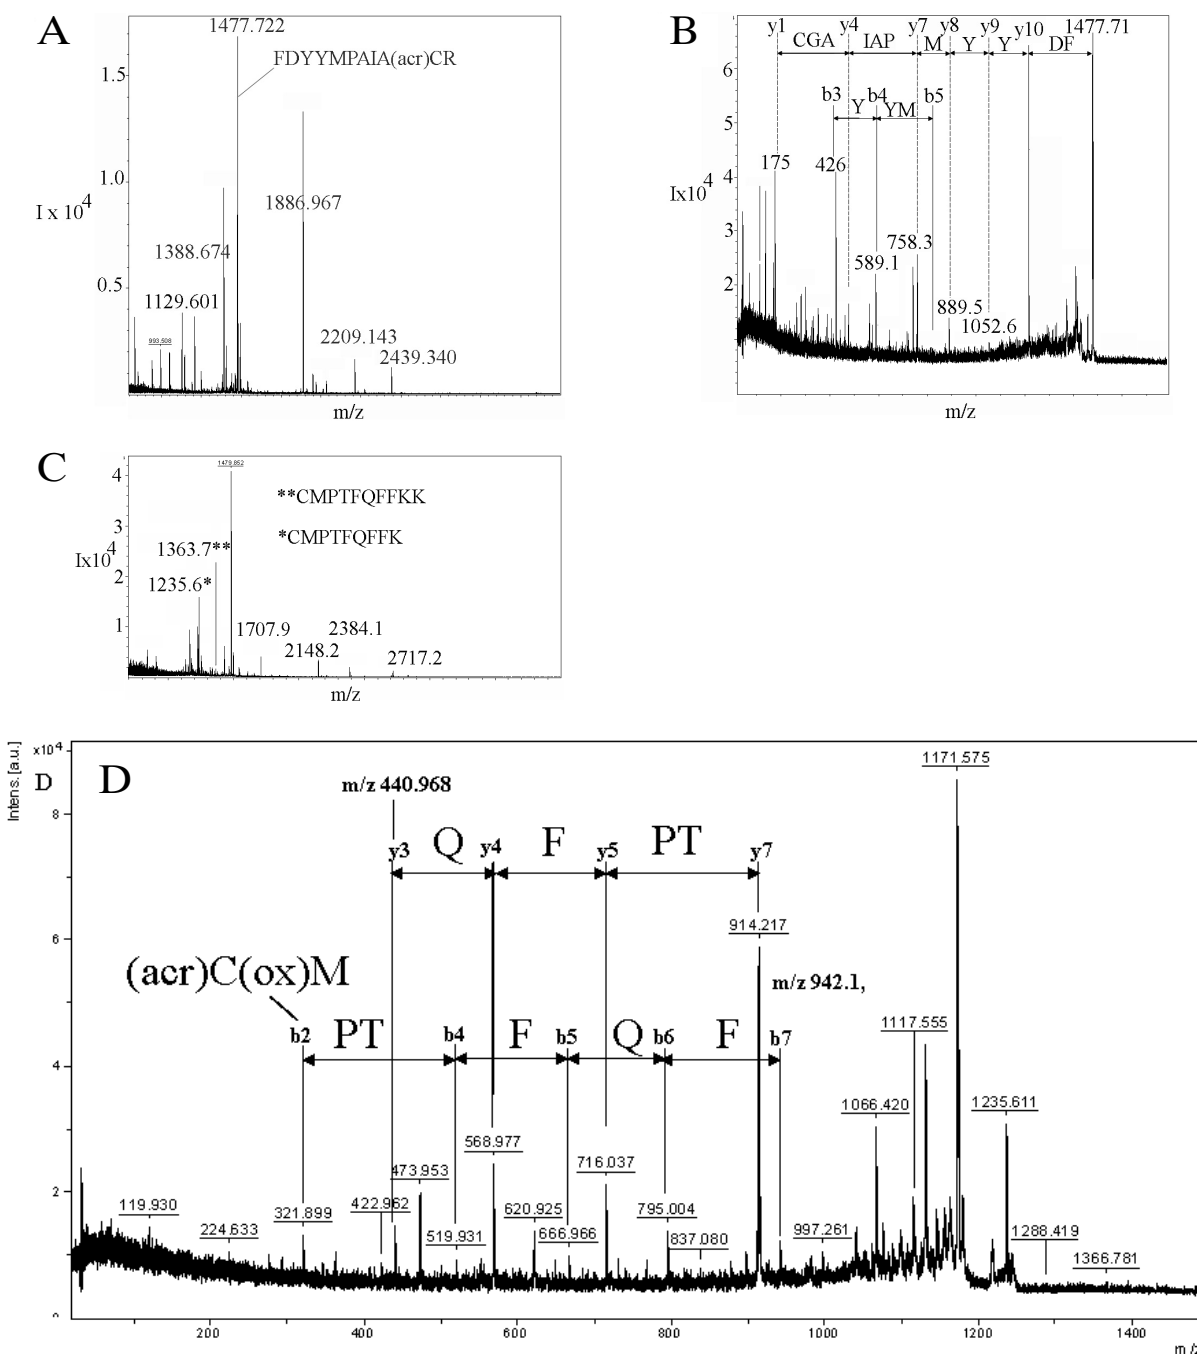 A
1477.722
FDYYMPAIA(acr)CR
1.5
1.0
I x 10⁴
1886.967
1388.674
0.5
1129.601
993.508
2209.143
2439.340
m/z
B
y1 y4 y7 y8 y9 y10 1477.71
CGA IAP M Y Y DF
6
b3 b4 b5
Y YM
5
175
426
4
Ix10⁴
3
758.3
589.1
2
889.5
1052.6
m/z
C
1479.852
4
**CMPTFQFFKK
3
*CMPTFQFFK
1363.7**
Ix10⁴
2
1235.6*
1
1707.9
2384.1
2148.2
2717.2
m/z
Intens. [a.u.]
x10⁴
D
D
1171.575
m/z 440.968
8
y3 Q y4 F y5 PT y7
914.217
6
(acr)C(ox)M
m/z 942.1,
b2 PT b4 F b5 Q b6 F b7
1117.555
4
1066.420
1235.611
568.977
716.037
473.953
2
119.930
321.899
422.962
620.925
795.004
224.633
519.931
666.966
837.080
997.261
1288.419
1366.781
200 400 600 800 1000 1200 1400
m/z